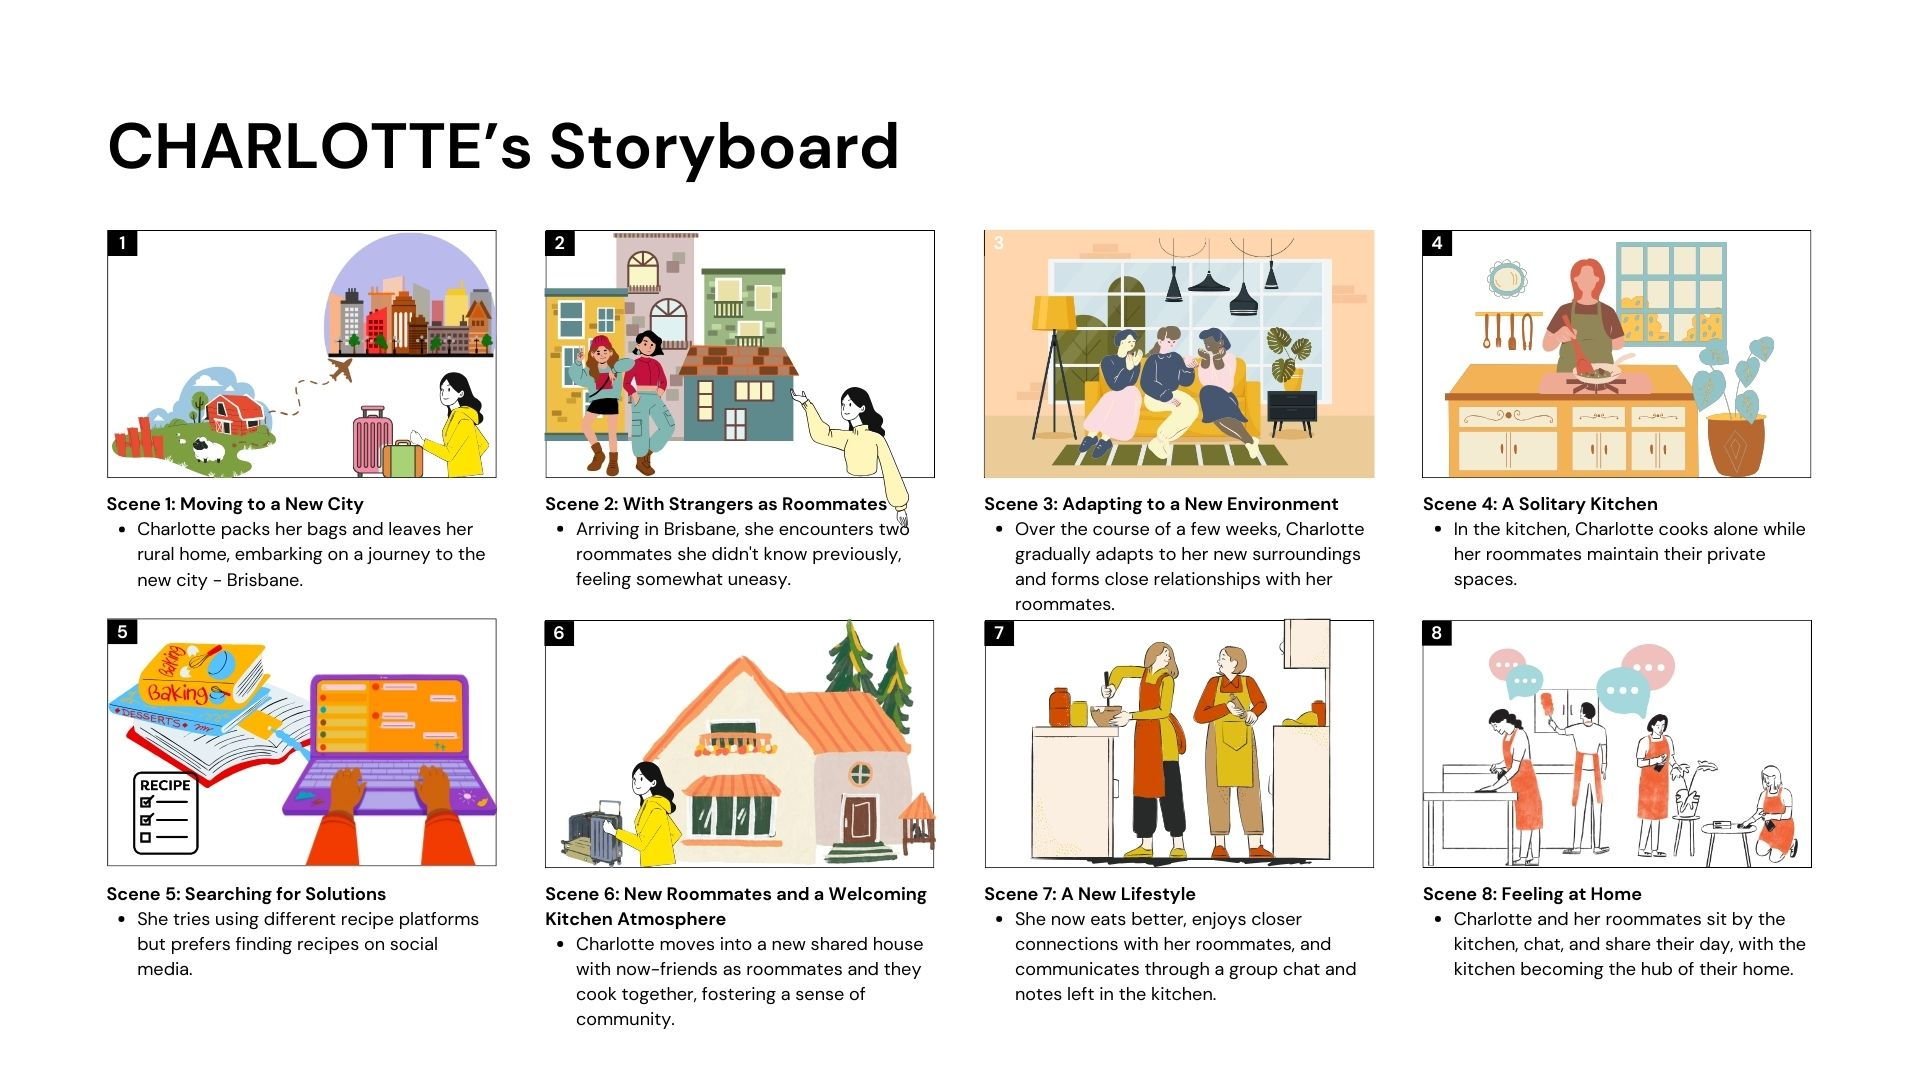 CHARLOTTE’s Storyboard
1
Scene 1: Moving to a New City
• Charlotte packs her bags and leaves her
rural home, embarking on a journey to the
new city - Brisbane.
2
Scene 2: With Strangers as Roommates
• Arriving in Brisbane, she encounters two
roommates she didn't know previously,
feeling somewhat uneasy.
3
Scene 3: Adapting to a New Environment
• Over the course of a few weeks, Charlotte
gradually adapts to her new surroundings
and forms close relationships with her
roommates.
4
Scene 4: A Solitary Kitchen
• In the kitchen, Charlotte cooks alone while
her roommates maintain their private
spaces.
5
Baking
Baking
DESSERTS
RECIPE
Scene 5: Searching for Solutions
• She tries using different recipe platforms
but prefers finding recipes on social
media.
6
Scene 6: New Roommates and a Welcoming
Kitchen Atmosphere
• Charlotte moves into a new shared house
with now-friends as roommates and they
cook together, fostering a sense of
community.
7
Scene 7: A New Lifestyle
• She now eats better, enjoys closer
connections with her roommates, and
communicates through a group chat and
notes left in the kitchen.
8
Scene 8: Feeling at Home
• Charlotte and her roommates sit by the
kitchen, chat, and share their day, with the
kitchen becoming the hub of their home.